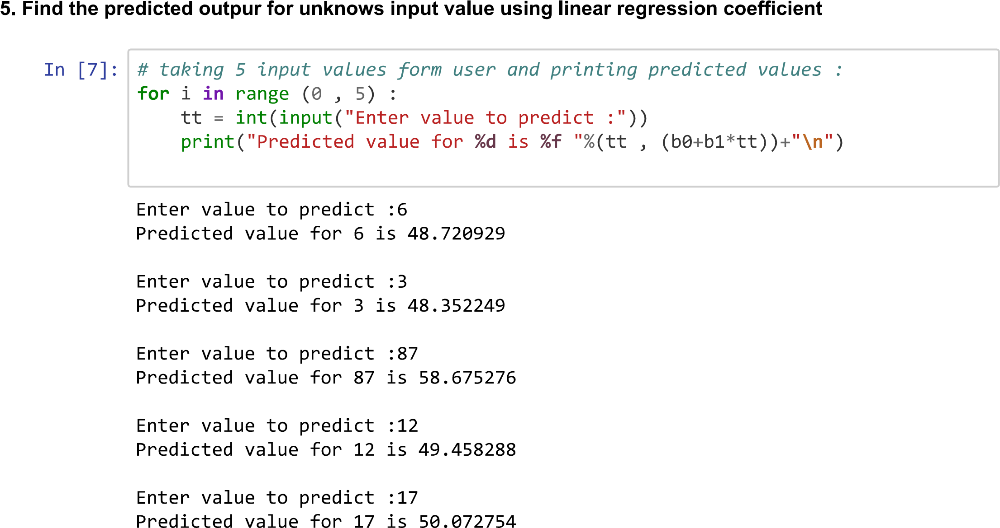 5. Find the predicted outpur for unknows input value using linear regression coefficient
In [7]:
# taking 5 input values form user and printing predicted values :
for i in range (0 , 5) :
    tt = int(input("Enter value to predict :"))
    print("Predicted value for %d is %f "%(tt , (b0+b1*tt))+"\n")
Enter value to predict :6
Predicted value for 6 is 48.720929
Enter value to predict :3
Predicted value for 3 is 48.352249
Enter value to predict :87
Predicted value for 87 is 58.675276
Enter value to predict :12
Predicted value for 12 is 49.458288
Enter value to predict :17
Predicted value for 17 is 50.072754